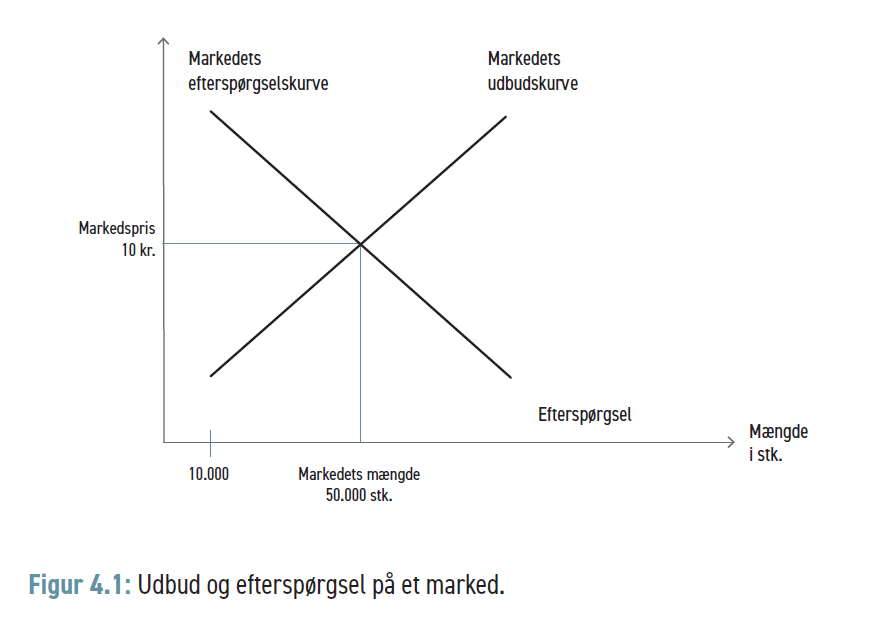 Markedets
efterspørgselskurve
Markedets
udbudskurve
Markedspris
10 kr.
Efterspørgsel
Mængde
i stk.
10.000
Markedets mængde
50.000 stk.
Figur 4.1: Udbud og efterspørgsel på et marked.